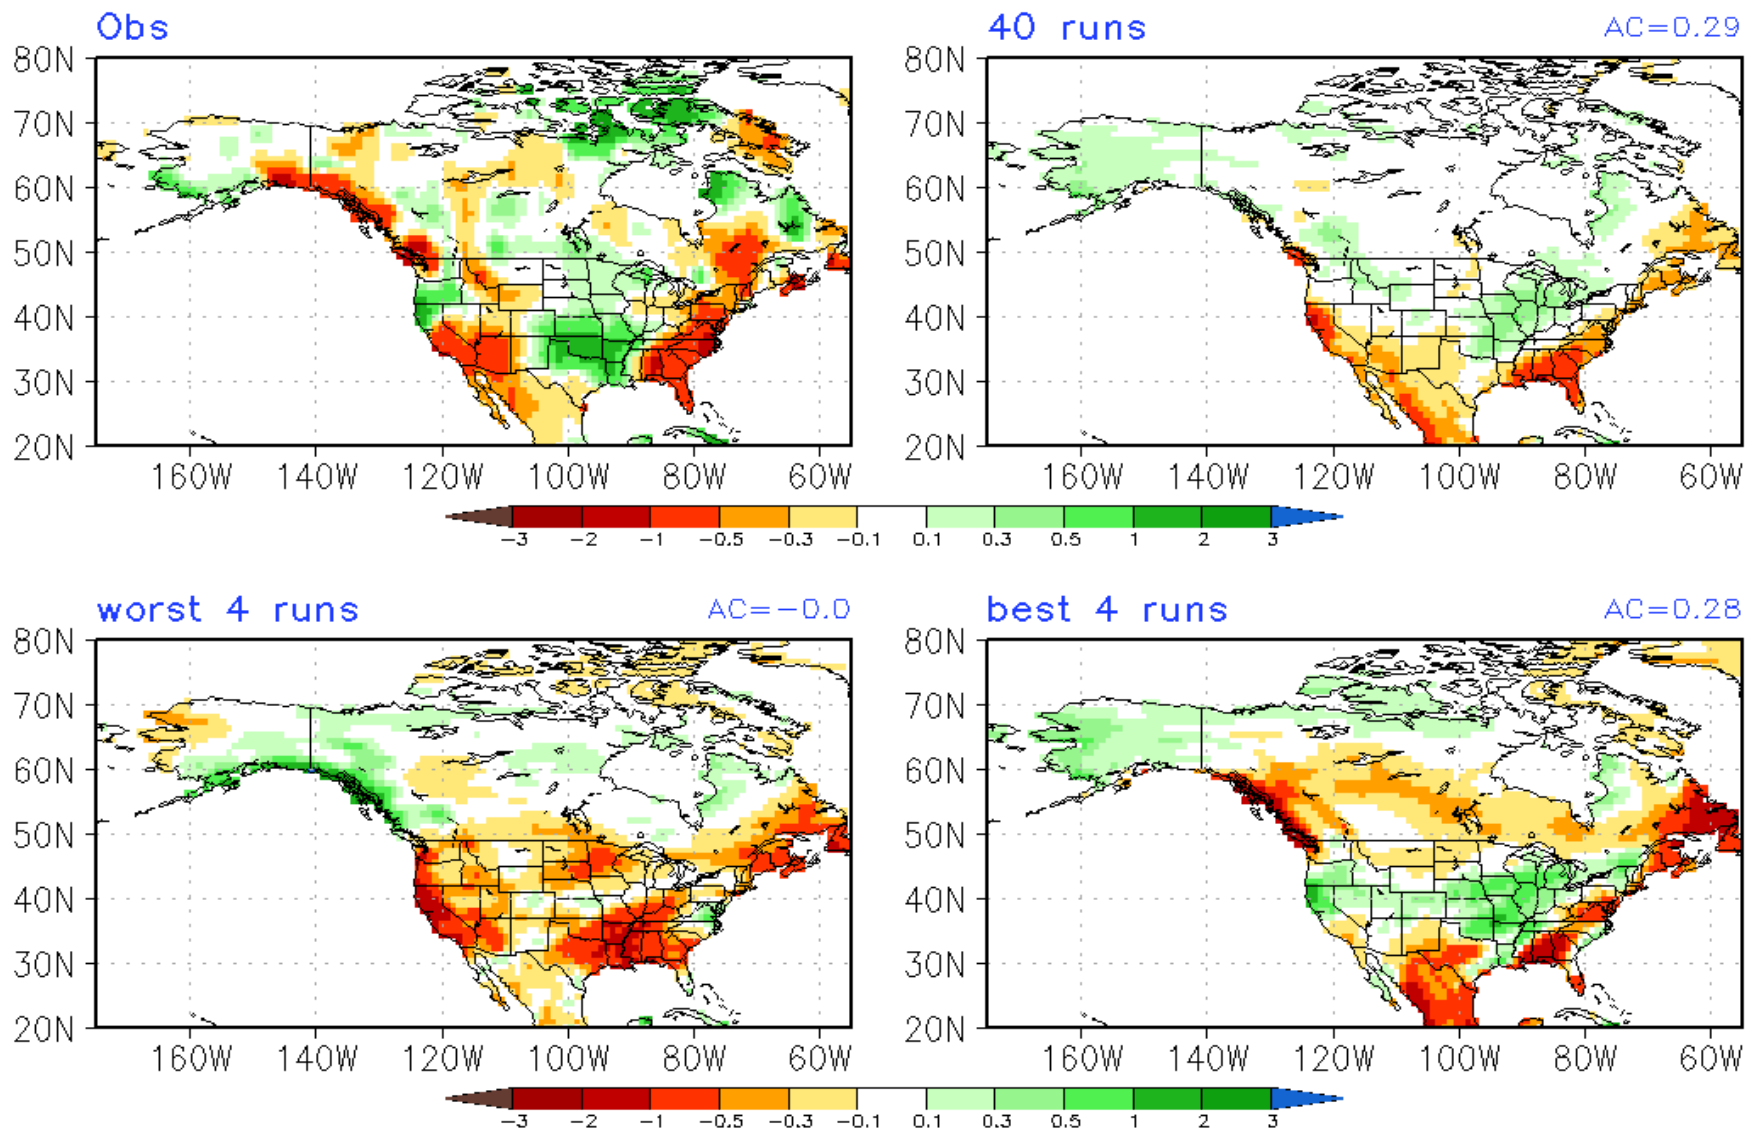 Obs
40 runs AC=0.29
80N 80N
70N 70N
60N 60N
50N 50N
40N 40N
30N 30N
20N 20N
160W 140W 120W 100W 80W 60W 160W 140W 120W 100W 80W 60W
-3 -2 -1 -0.5 -0.3 -0.1 0.1 0.3 0.5 1 2 3
worst 4 runs AC=-0.0
best 4 runs AC=0.28
80N 80N
70N 70N
60N 60N
50N 50N
40N 40N
30N 30N
20N 20N
160W 140W 120W 100W 80W 60W 160W 140W 120W 100W 80W 60W
-3 -2 -1 -0.5 -0.3 -0.1 0.1 0.3 0.5 1 2 3